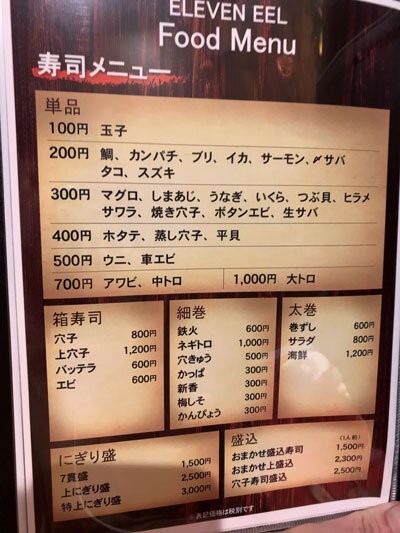 ELEVEN EEL
Food Menu
寿司メニュー
単品
100円 玉子
200円 鯛、カンパチ、ブリ、イカ、サーモン、〆サバ
タコ、スズキ
300円 マグロ、しまあじ、うなぎ、いくら、つぶ貝、ヒラメ
サワラ、焼き穴子、ボタンエビ、生サバ
400円 ホタテ、蒸し穴子、平貝
500円 ウニ、車エビ
700円 アワビ、中トロ 1,000円 大トロ
箱寿司
穴子 800円
上穴子 1,200円
バッテラ 600円
エビ 600円
細巻
鉄火 600円
ネギトロ 1,000円
穴きゅう 500円
かっぱ 300円
新香 300円
梅しそ 300円
かんぴょう 300円
太巻
巻ずし 600円
サラダ 800円
海鮮 1,200円
にぎり盛
7貫盛 1,500円
上にぎり盛 2,500円
特上にぎり盛 3,000円
盛込 (1人前)
おまかせ盛込寿司 1,500円
おまかせ上盛込 2,300円
穴子寿司盛込 2,500円
※表記価格は税別です